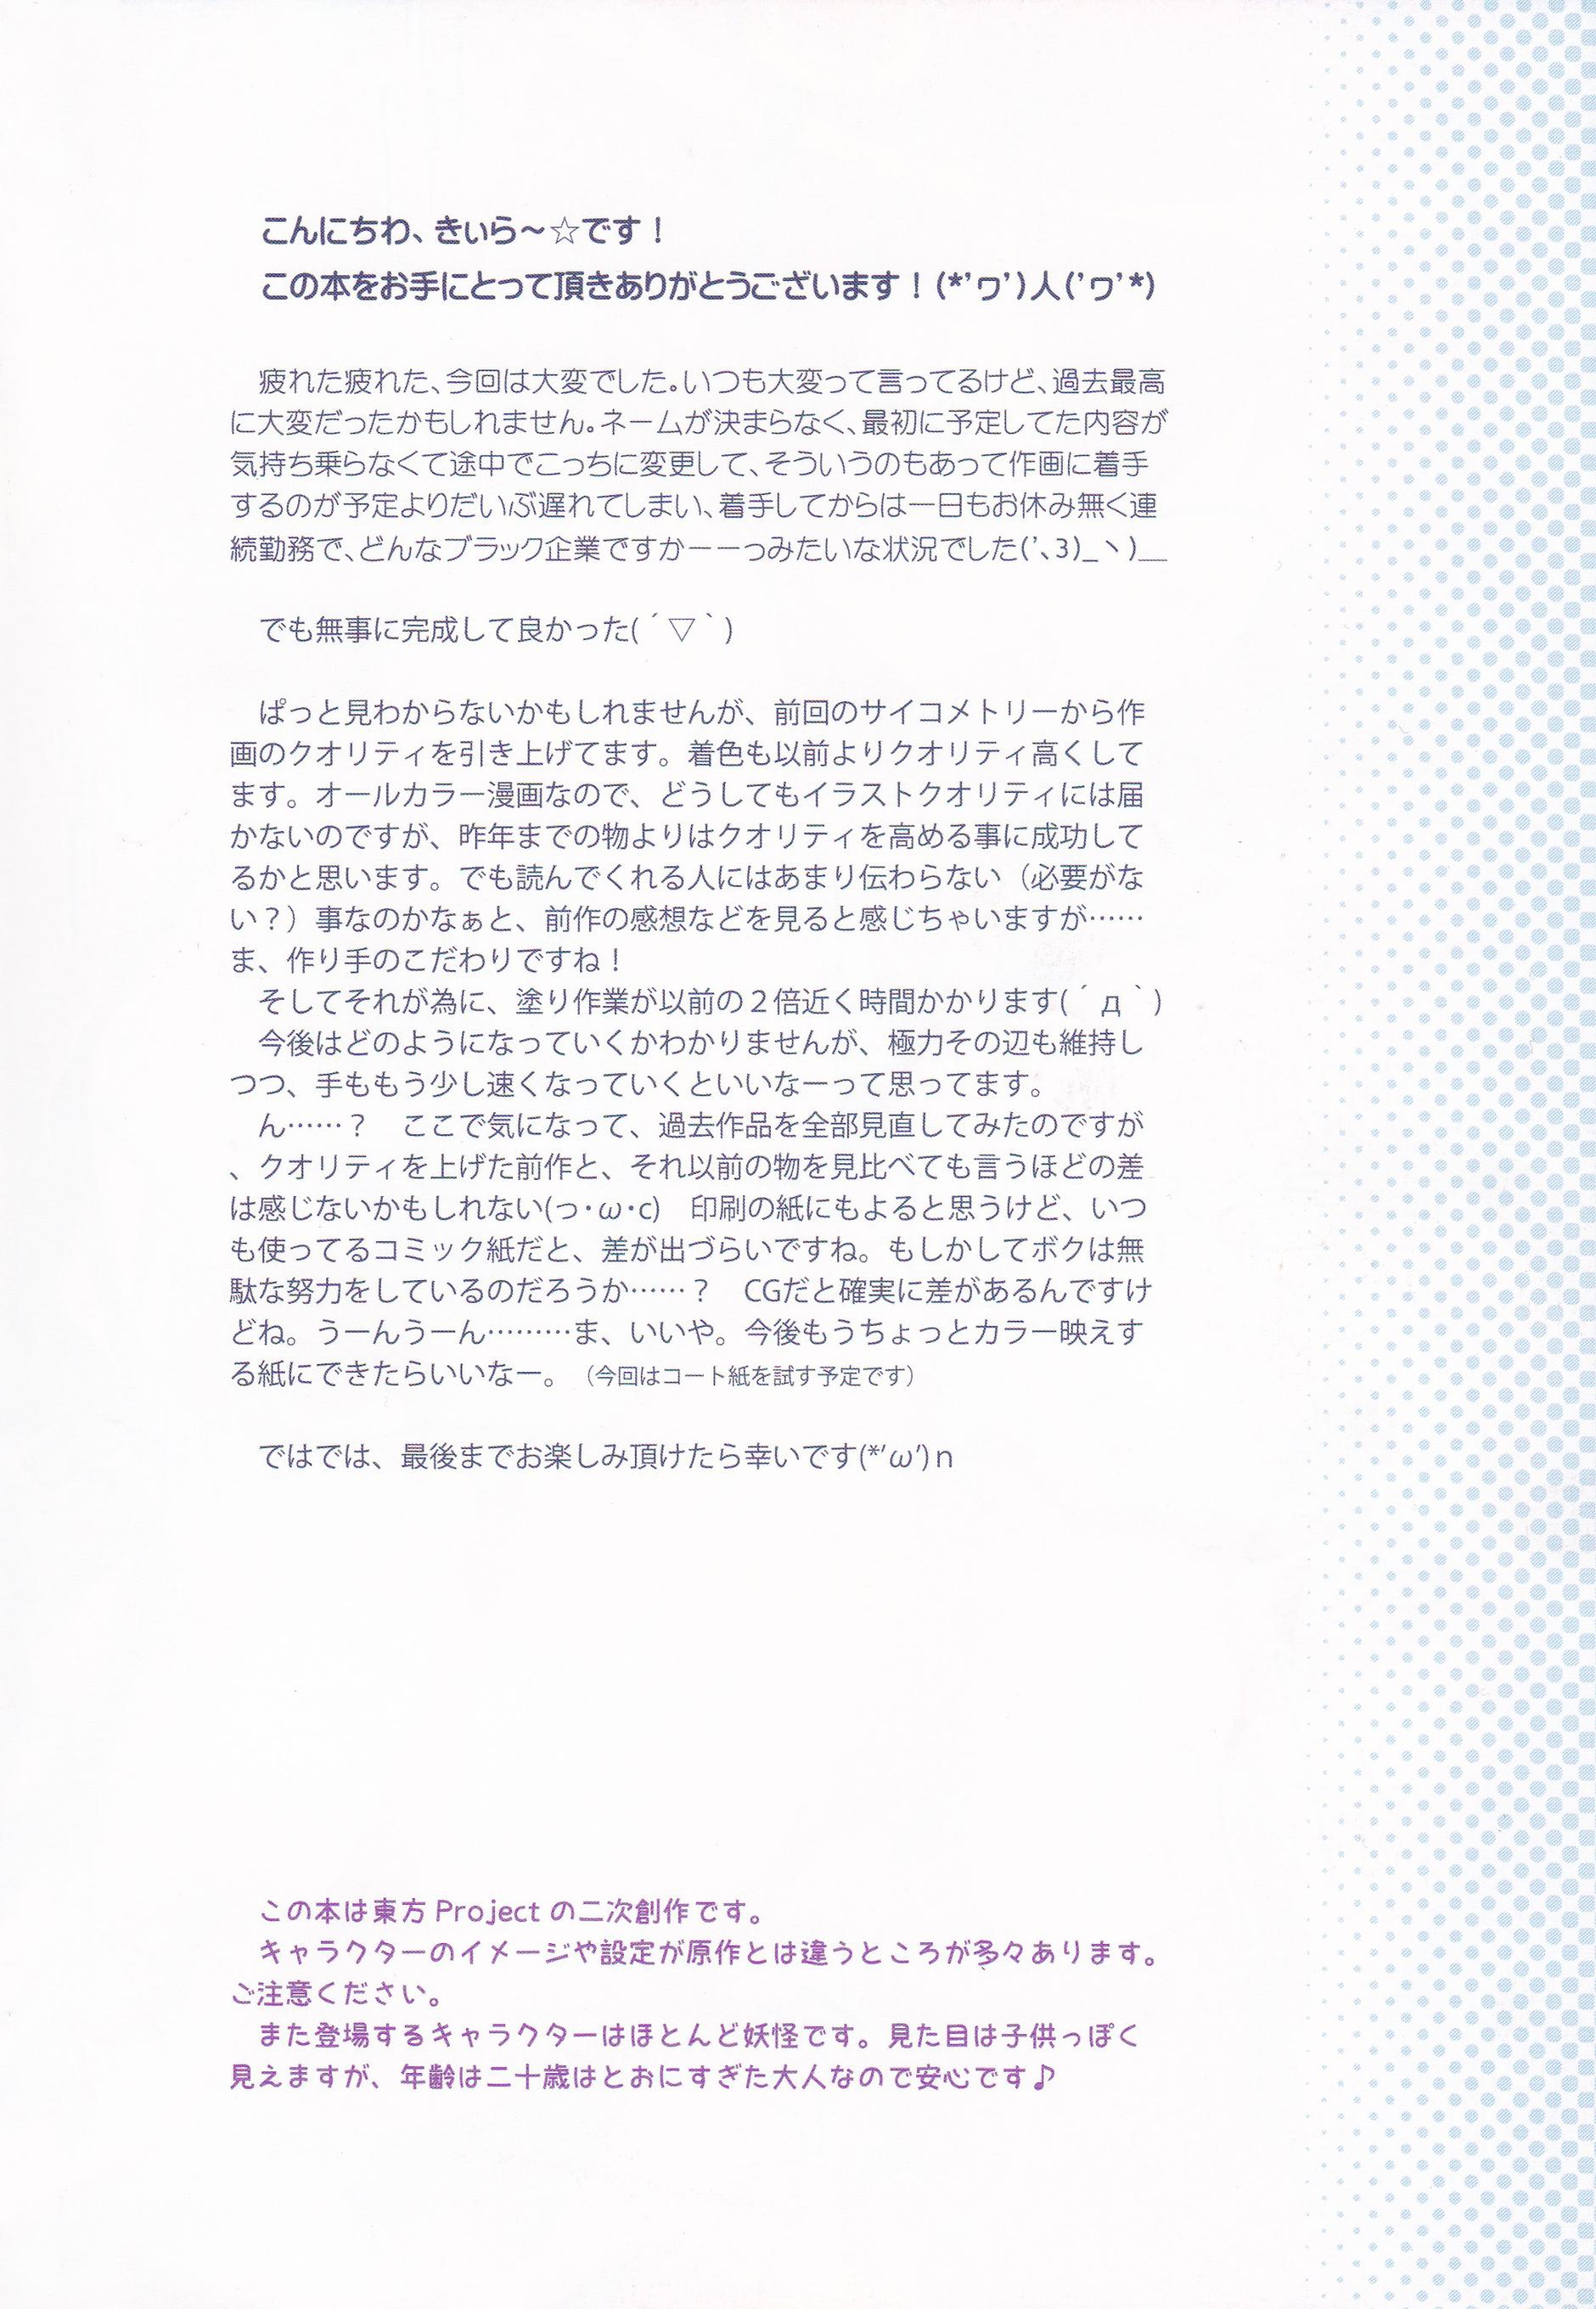 こんにちわ、きぃら～☆です！
この本をお手にとって頂きありがとうございます！(*'ヮ')人('ヮ'*)
疲れた疲れた、今回は大変でした。いつも大変って言ってるけど、過去最高
に大変だったかもしれません。ネームが決まらなく、最初に予定してた内容が
気持ち乗らなくて途中でこっちに変更して、そういうのもあって作画に着手
するのが予定よりだいぶ遅れてしまい、着手してからは一日もお休み無く連
続勤務で、どんなブラック企業ですかーーっみたいな状況でした('､3)_ヽ)__
でも無事に完成して良かった(´▽｀)
ぱっと見わからないかもしれませんが、前回のサイコメトリーから作
画のクオリティを引き上げてます。着色も以前よりクオリティ高くして
ます。オールカラー漫画なので、どうしてもイラストクオリティには届
かないのですが、昨年までの物よりはクオリティを高める事に成功して
るかと思います。でも読んでくれる人にはあまり伝わらない（必要がな
い？）事なのかなぁと、前作の感想などを見ると感じちゃいますが……
ま、作り手のこだわりですね！
そしてそれが為に、塗り作業が以前の２倍近く時間かかります(´д｀)
今後はどのようになっていくかわかりませんが、極力その辺も維持し
つつ、手ももう少し速くなっていくといいなーって思ってます。
ん……？　ここで気になって、過去作品を全部見直してみたのですが
、クオリティを上げた前作と、それ以前の物を見比べても言うほどの差
は感じないかもしれない(っ･ω･c)　印刷の紙にもよると思うけど、いつ
も使ってるコミック紙だと、差が出づらいですね。もしかしてボクは無
駄な努力をしているのだろうか……？　CGだと確実に差があるんですけ
どね。うーんうーん………ま、いいや。今後もうちょっとカラー映えす
る紙にできたらいいなー。（今回はコート紙を試す予定です）
ではでは、最後までお楽しみ頂けたら幸いです(*'ω')n
この本は東方Projectの二次創作です。
キャラクターのイメージや設定が原作とは違うところが多々あります。
ご注意ください。
また登場するキャラクターはほとんど妖怪です。見た目は子供っぽく
見えますが、年齢は二十歳はとおにすぎた大人なので安心です♪